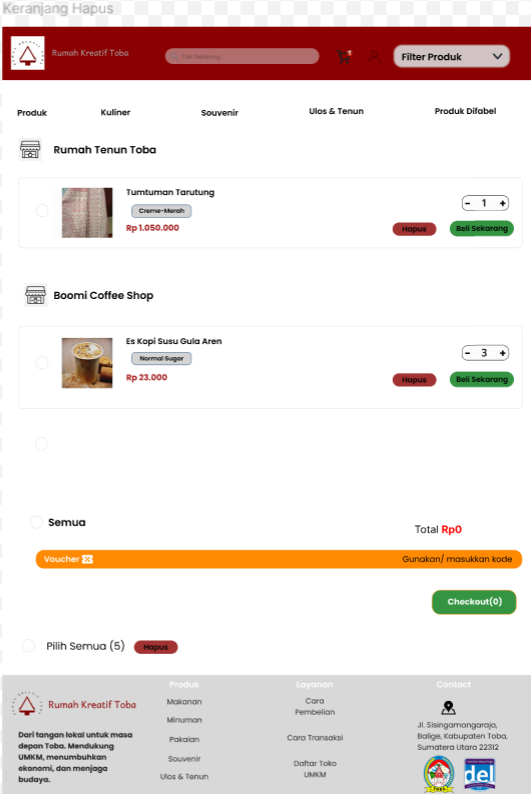 Keranjang Hapus
Rumah Kreatif Toba
Cari Sekarang
Filter Produk
Produk
Kuliner
Souvenir
Ulos & Tenun
Produk Difabel
Rumah Tenun Toba
Tumtuman Tarutung
Creme-Merah
Rp 1.050.000
- 1 +
Hapus
Beli Sekarang
Boomi Coffee Shop
Es Kopi Susu Gula Aren
Normal Sugar
Rp 23.000
- 3 +
Hapus
Beli Sekarang
Semua
Total Rp0
Voucher
Gunakan/ masukkan kode
Checkout(0)
Pilih Semua (5)
Hapus
Rumah Kreatif Toba
Dari tangan lokal untuk masa
depan Toba. Mendukung
UMKM, menumbuhkan
ekonomi, dan menjaga
budaya.
Produk
Makanan
Minuman
Pakaian
Souvenir
Ulos & Tenun
Layanan
Cara
Pembelian
Cara Transaksi
Daftar Toko
UMKM
Contact
Jl. Sisingamangaraja,
Balige, Kabupaten Toba,
Sumatera Utara 22312
TOBA
del